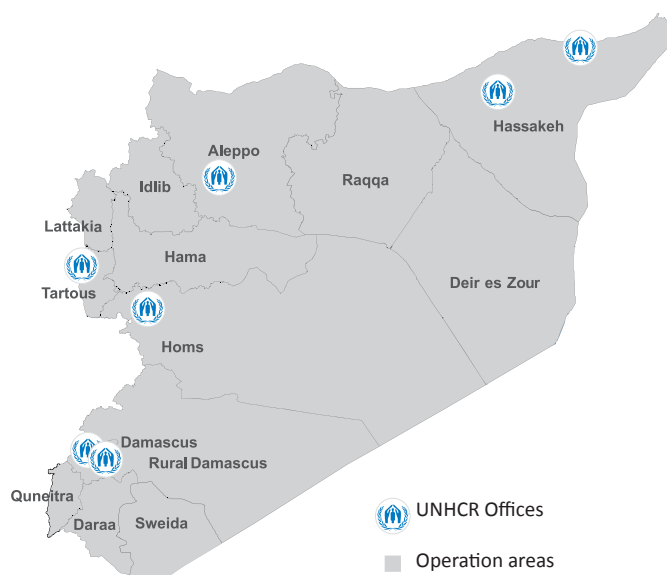 Hassakeh
Aleppo
Raqqa
Idlib
Lattakia
Hama
Deir es Zour
Tartous
Homs
Damascus
Rural Damascus
Quneitra
Daraa
Sweida
UNHCR Offices
Operation areas